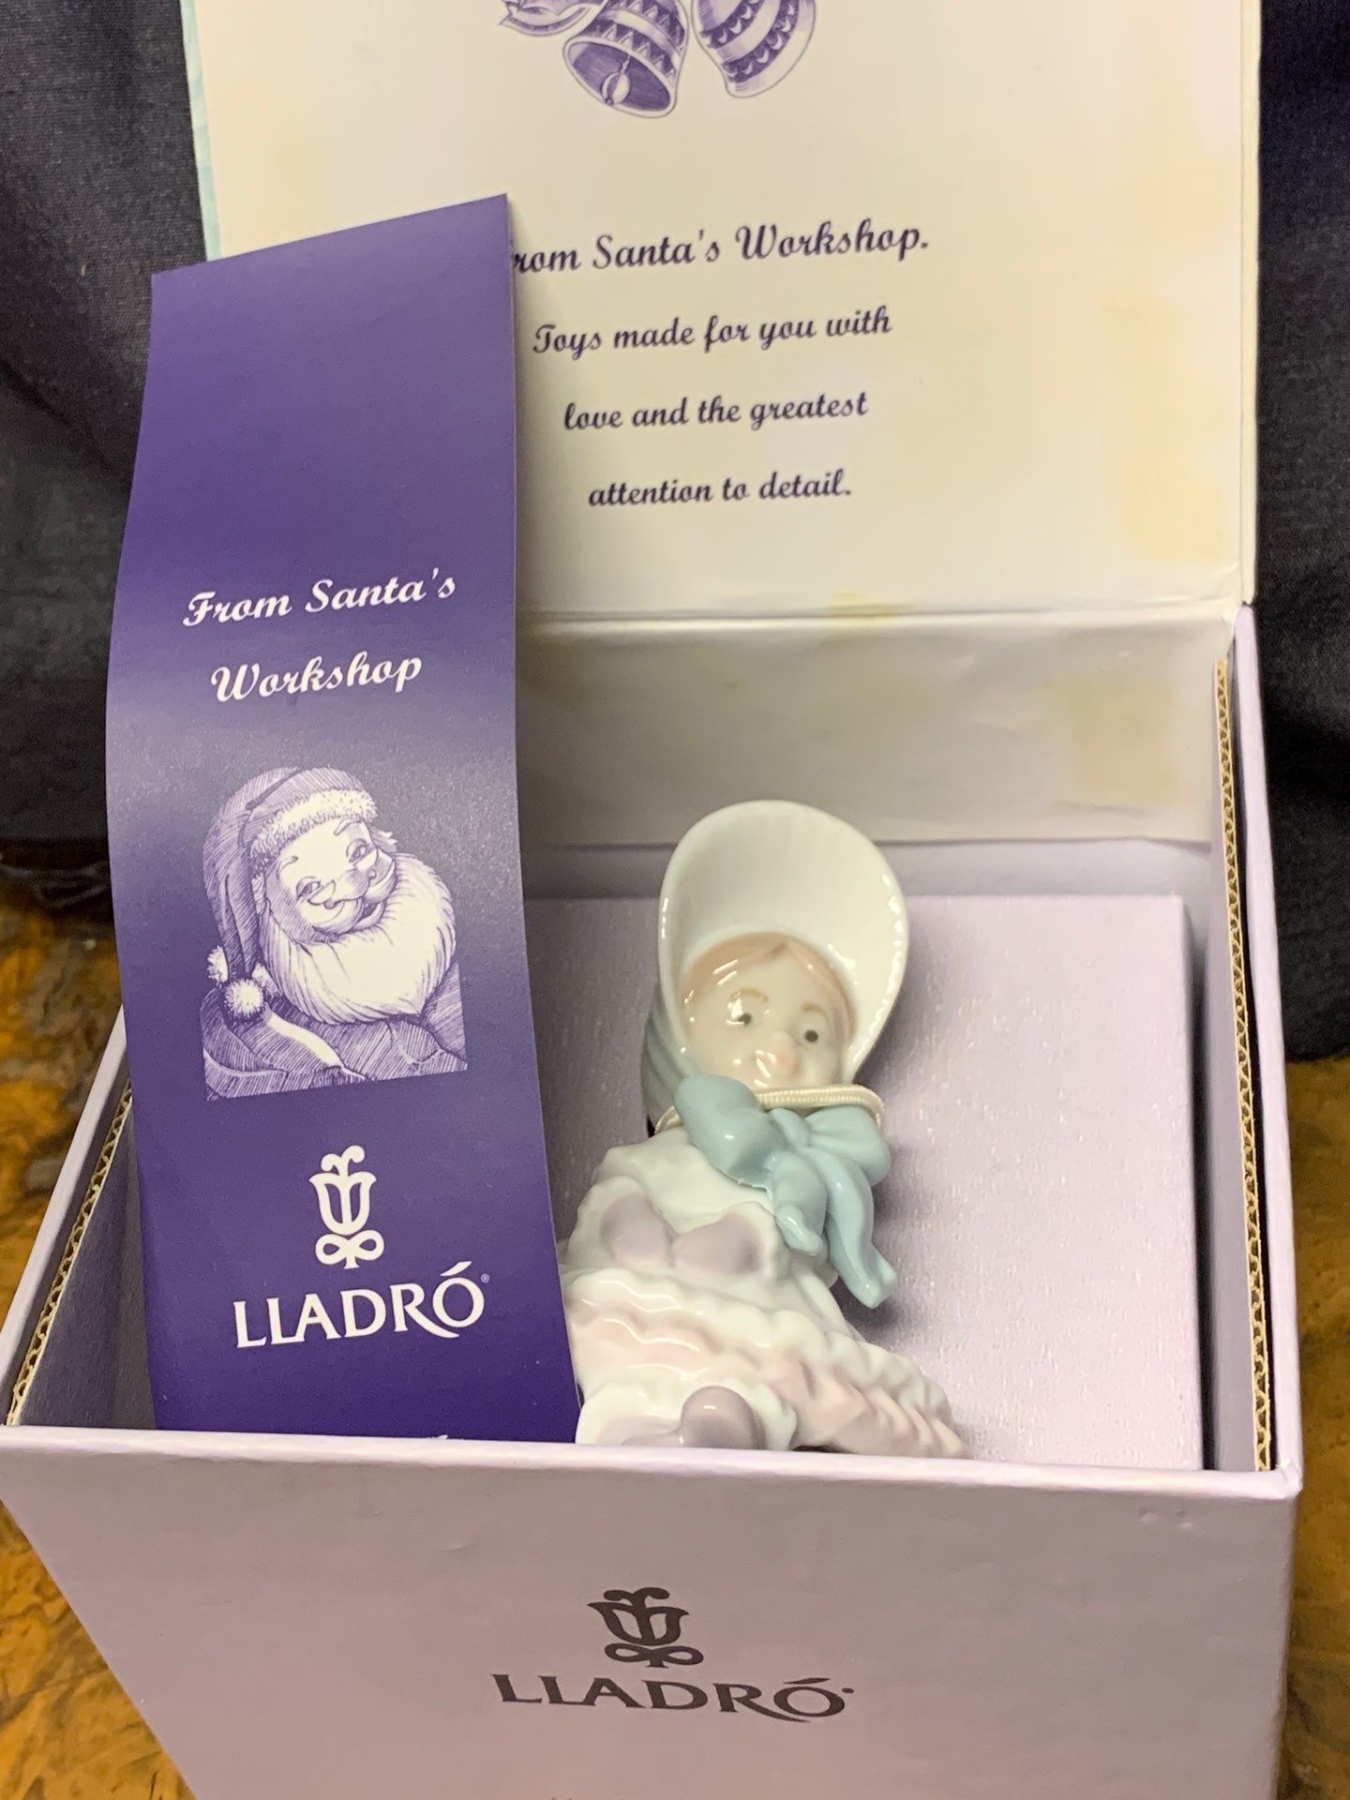 rom Santa's Workshop.
Toys made for you with
love and the greatest
attention to detail.
From Santa's
Workshop
LLADRÓ®
LLADRÓ®